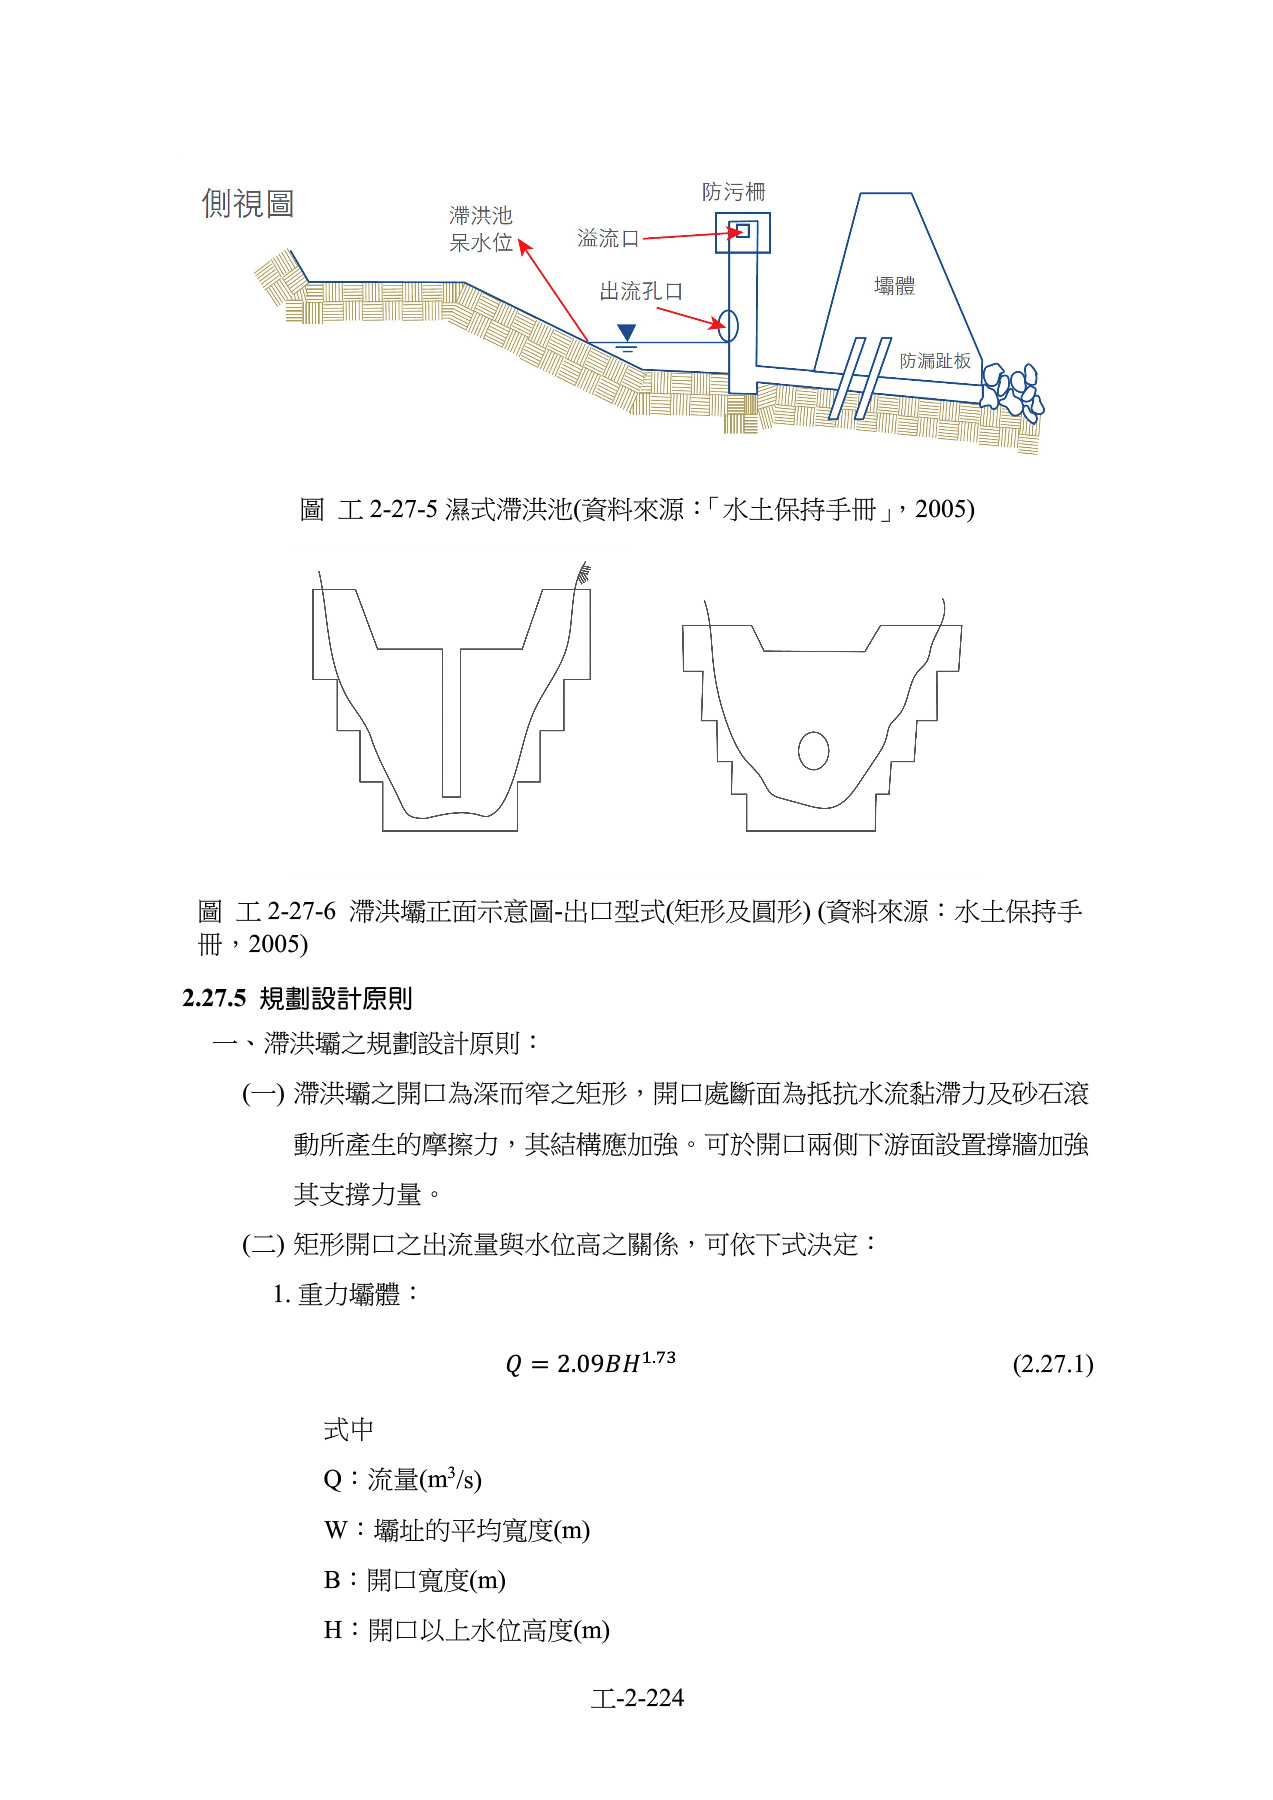 側視圖
防污柵
滯洪池
呆水位
溢流口
出流孔口
壩體
防漏趾板
圖 工 2-27-5 濕式滯洪池(資料來源：「水土保持手冊」，2005)
圖 工 2-27-6 滯洪壩正面示意圖-出口型式(矩形及圓形) (資料來源：水土保持手
冊，2005)
2.27.5 規劃設計原則
一、滯洪壩之規劃設計原則：
(一) 滯洪壩之開口為深而窄之矩形，開口處斷面為抵抗水流黏滯力及砂石滾
動所產生的摩擦力，其結構應加強。可於開口兩側下游面設置撐牆加強
其支撐力量。
(二) 矩形開口之出流量與水位高之關係，可依下式決定：
1. 重力壩體：
Q = 2.09BH^1.73 (2.27.1)
式中
Q：流量(m³/s)
W：壩址的平均寬度(m)
B：開口寬度(m)
H：開口以上水位高度(m)
工-2-224